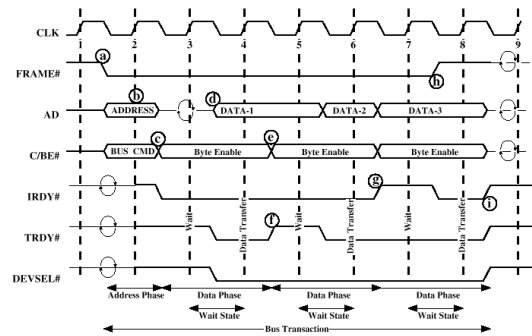 CLK
1 2 3 4 5 6 7 8 9
a
FRAME#
h
b
d
AD
ADDRESS DATA-1 DATA-2 DATA-3
c
e
C/BE#
BUS CMD Byte Enable Byte Enable Byte Enable
g
IRDY#
i
Wait Data Transfer Wait Data Transfer Wait Data Transfer
f
TRDY#
DEVSEL#
Address Phase Data Phase Data Phase Data Phase
Wait State Wait State Wait State
Bus Transaction